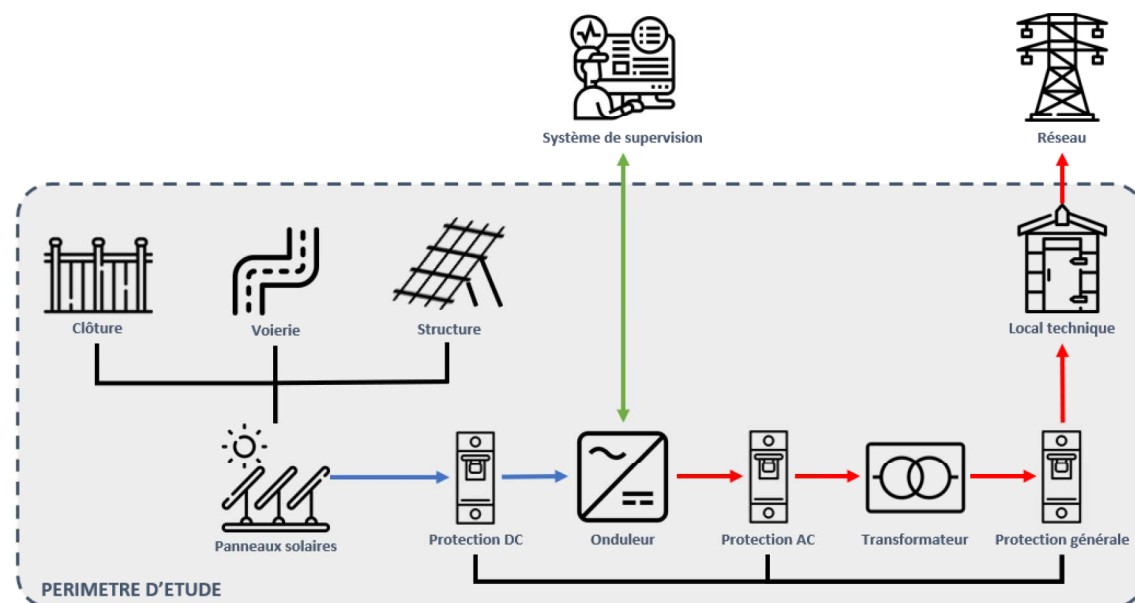 Système de supervision
Réseau
Clôture
Voierie
Structure
Local technique
Panneaux solaires
Protection DC
Onduleur
Protection AC
Transformateur
Protection générale
PERIMETRE D'ETUDE